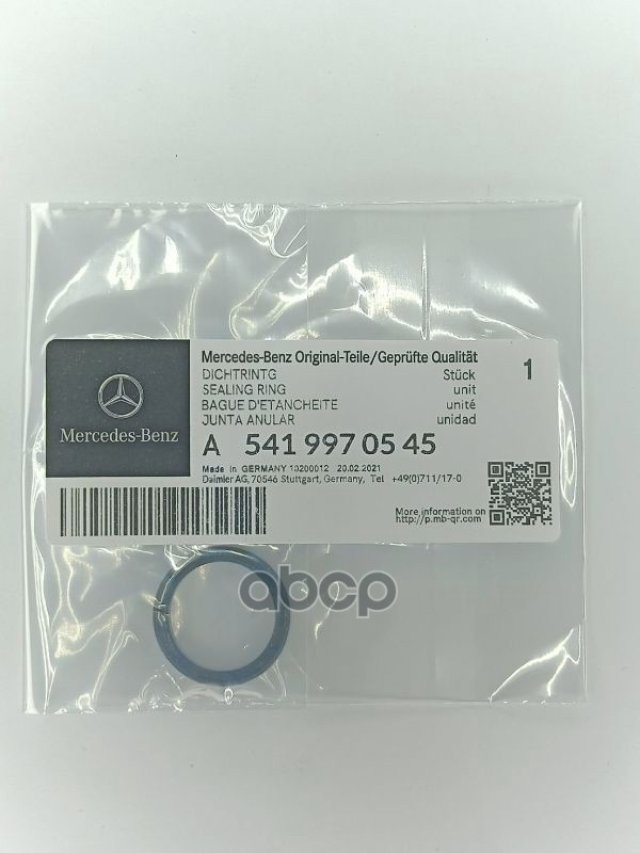 Mercedes-Benz
Mercedes-Benz Original-Teile/Geprüfte Qualität
DICHTRINTG Stück 1
SEALING RING unit
BAGUE D'ETANCHEITE unité
JUNTA ANULAR unidad
A 541 997 05 45
Made in GERMANY 13200012 20.02.2021
Daimler AG, 70546 Stuttgart, Germany, Tel +49(0)711/17-0
More information on
http://p.mb-qr.com
abcp